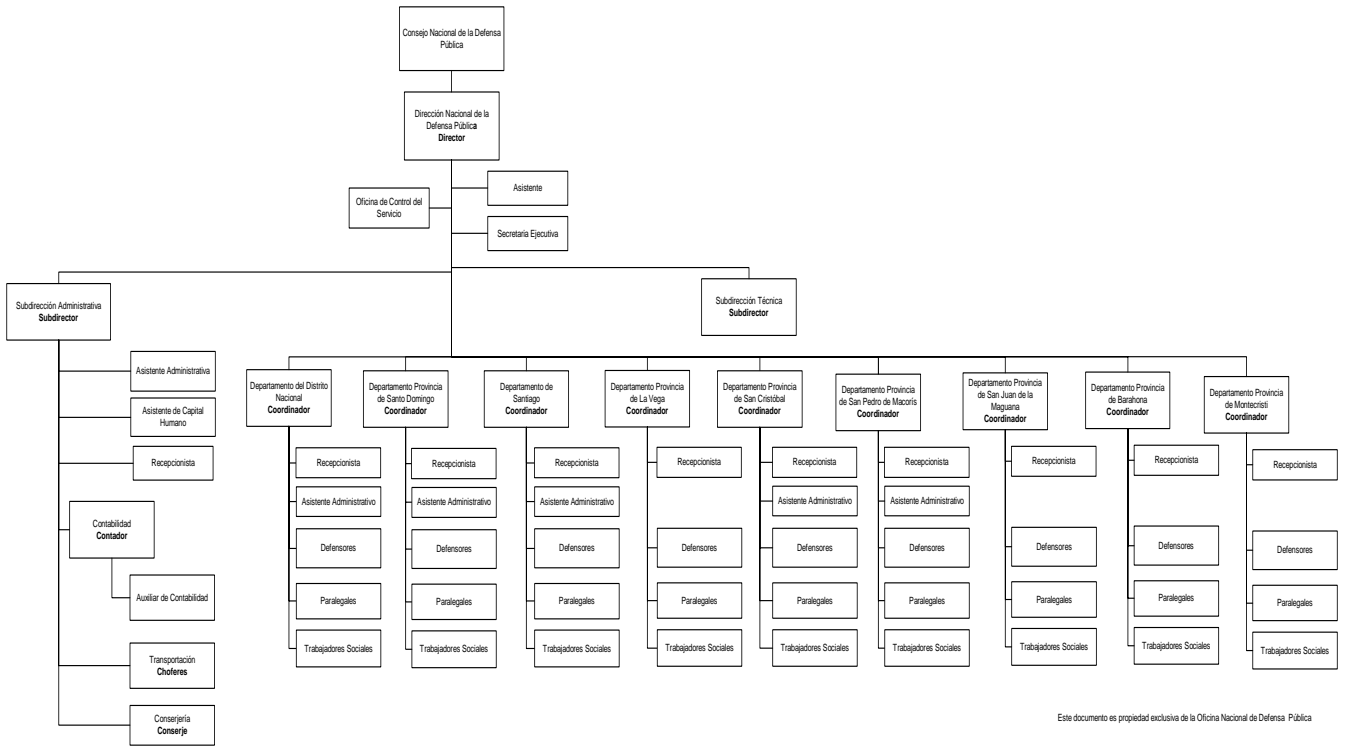 Consejo Nacional de la Defensa
Pública
Dirección Nacional de la
Defensa Pública
Director
Asistente
Oficina de Control del
Servicio
Secretaria Ejecutiva
Subdirección Administrativa
Subdirector
Subdirección Técnica
Subdirector
Asistente Administrativa
Asistente de Capital
Humano
Recepcionista
Contabilidad
Contador
Auxiliar de Contabilidad
Transportación
Choferes
Conserjería
Conserje
Departamento del Distrito
Nacional
Coordinador
Recepcionista
Asistente Administrativo
Defensores
Paralegales
Trabajadores Sociales
Departamento Provincia
de Santo Domingo
Coordinador
Recepcionista
Asistente Administrativo
Defensores
Paralegales
Trabajadores Sociales
Departamento de
Santiago
Coordinador
Recepcionista
Asistente Administrativo
Defensores
Paralegales
Trabajadores Sociales
Departamento Provincia
de La Vega
Coordinador
Recepcionista
Defensores
Paralegales
Trabajadores Sociales
Departamento Provincia
de San Cristóbal
Coordinador
Recepcionista
Asistente Administrativo
Defensores
Paralegales
Trabajadores Sociales
Departamento Provincia
de San Pedro de Macorís
Coordinador
Recepcionista
Asistente Administrativo
Defensores
Paralegales
Trabajadores Sociales
Departamento Provincia
de San Juan de la
Maguana
Coordinador
Recepcionista
Defensores
Paralegales
Trabajadores Sociales
Departamento Provincia
de Barahona
Coordinador
Recepcionista
Defensores
Paralegales
Trabajadores Sociales
Departamento Provincia
de Montecristi
Coordinador
Recepcionista
Defensores
Paralegales
Trabajadores Sociales
Este documento es propiedad exclusiva de la Oficina Nacional de Defensa Pública